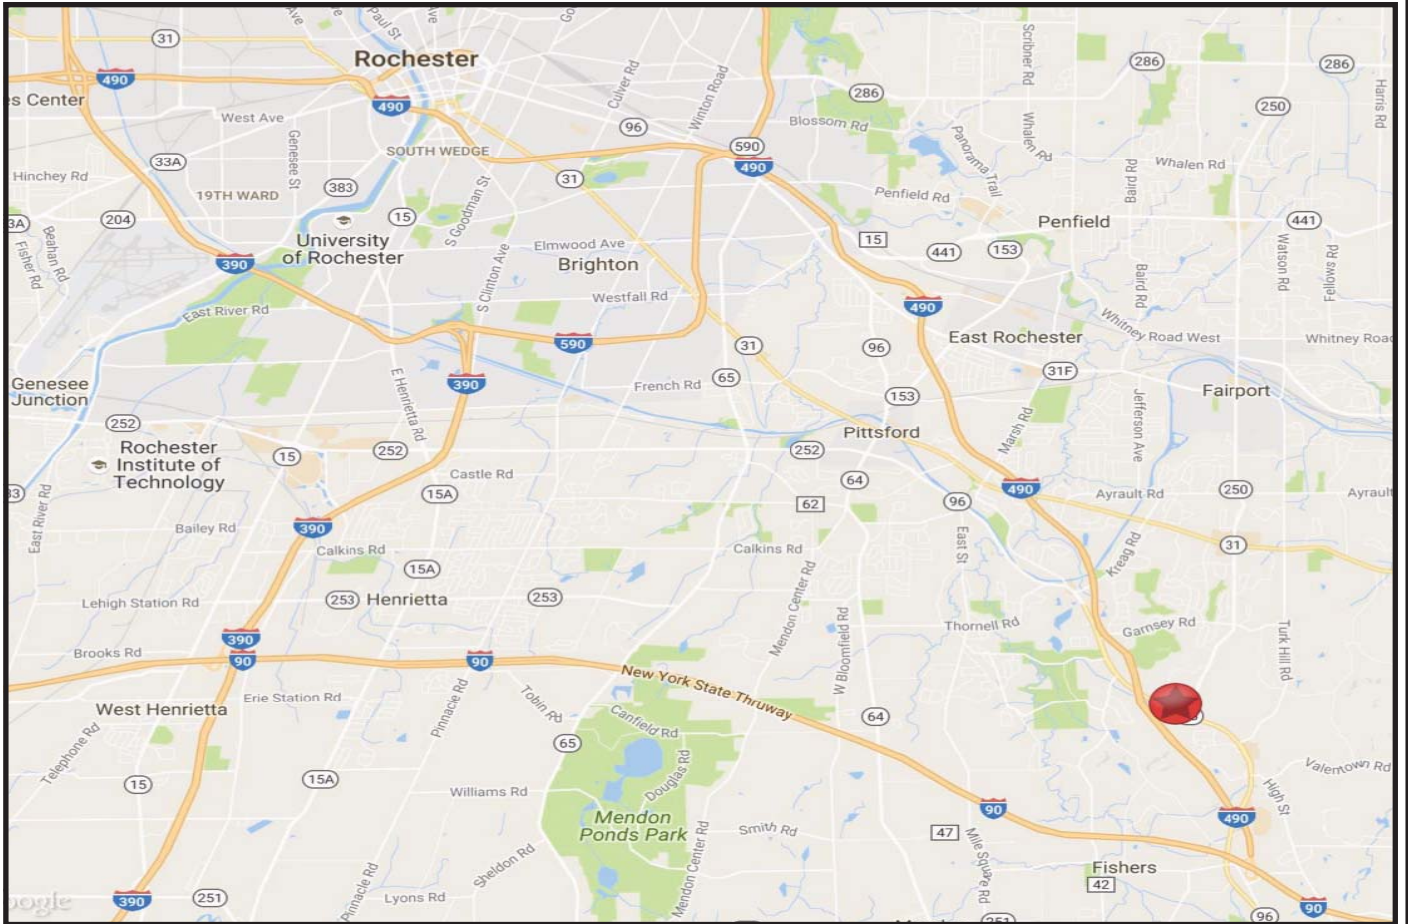 Ave
Paul St
Ave
31
Rochester
Culver Rd
Winton Road
Scribner Rd
286
286
490
es Center
490
286
250
Harris Rd
West Ave
96
Blossom Rd
Whalen Rd
Panorama Trail
33A
Genesee St
SOUTH WEDGE
590
490
Whalen Rd
Baird Rd
Hinchey Rd
383
31
19TH WARD
S Goodman St
Penfield Rd
3A
204
15
Penfield
441
Beahan Rd
Fisher Rd
University
of Rochester
Elmwood Ave
15
441
153
Watson Rd
Fellows Rd
390
S Clinton Ave
Brighton
Baird Rd
East River Rd
Westfall Rd
490
Whitney Road West
Whitney Road
590
31
96
East Rochester
Genesee
Junction
390
French Rd
65
31F
Fairport
E Henrietta Rd
153
Jefferson Ave
252
Marsh Rd
Pittsford
Rochester
Institute of
Technology
15
252
252
Castle Rd
64
490
Ayrault Rd
250
Ayrault
33
15A
62
96
East River Rd
Bailey Rd
390
Calkins Rd
Calkins Rd
East St
Kreag Rd
31
15A
Mendon Center Rd
Lehigh Station Rd
253
Henrietta
253
W Bloomfield Rd
Thornell Rd
Garnsey Rd
Turk Hill Rd
390
Brooks Rd
90
90
New York State Thruway
Erie Station Rd
Pinnacle Rd
Tobin Rd
West Henrietta
Canfield Rd
64
Telephone Rd
65
Douglas Rd
Valentown Rd
15
15A
Williams Rd
90
High St
490
Mendon
Ponds Park
Smith Rd
47
Mile Square Rd
Sheldon Rd
Mendon Center Rd
Fishers
42
Pinnacle Rd
390
251
Lyons Rd
90
251
96
oogle